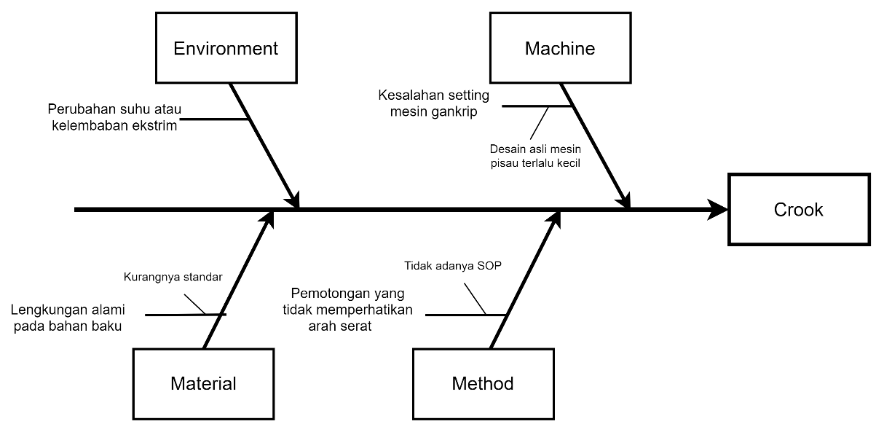 Environment
Machine
Perubahan suhu atau
kelembaban ekstrim
Kesalahan setting
mesin gankrip
Desain asli mesin
pisau terlalu kecil
Crook
Kurangnya standar
Lengkungan alami
pada bahan baku
Tidak adanya SOP
Pemotongan yang
tidak memperhatikan
arah serat
Material
Method